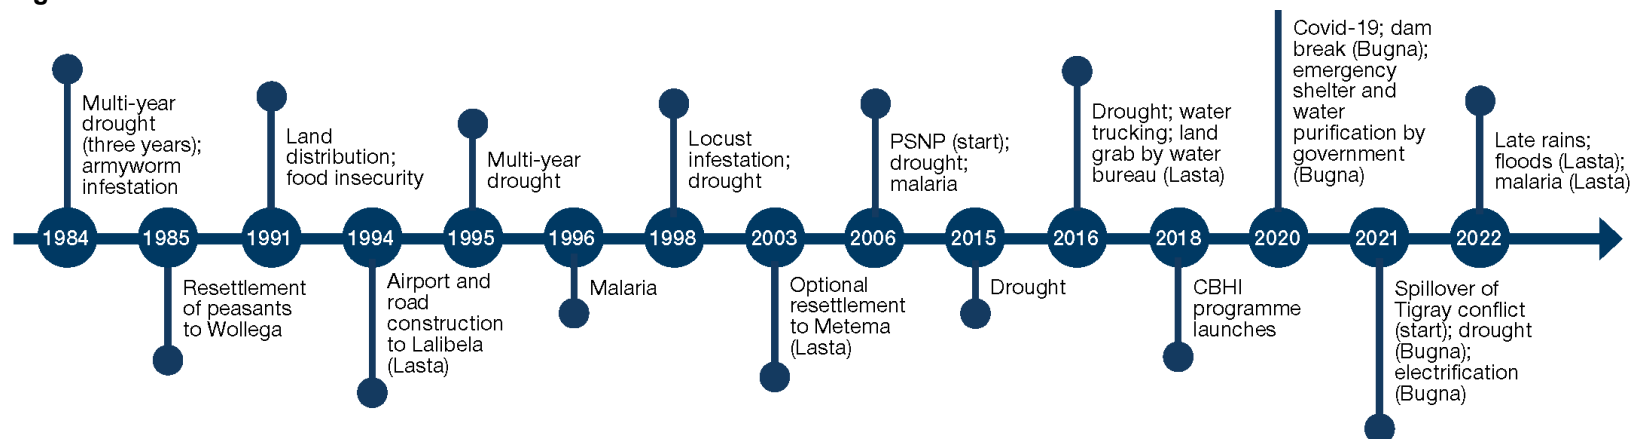 Multi-year
drought
(three years);
armyworm
infestation
Land
distribution;
food insecurity
Multi-year
drought
Locust
infestation;
drought
PSNP (start);
drought;
malaria
Drought; water
trucking; land
grab by water
bureau (Lasta)
Covid-19; dam
break (Bugna);
emergency
shelter and
water
purification by
government
(Bugna)
Late rains;
floods (Lasta);
malaria (Lasta)
1984 1985 1991 1994 1995 1996 1998 2003 2006 2015 2016 2018 2020 2021 2022
Resettlement
of peasants
to Wollega
Airport and
road
construction
to Lalibela
(Lasta)
Malaria
Optional
resettlement
to Metema
(Lasta)
Drought
CBHI
programme
launches
Spillover of
Tigray conflict
(start); drought
(Bugna);
electrification
(Bugna)